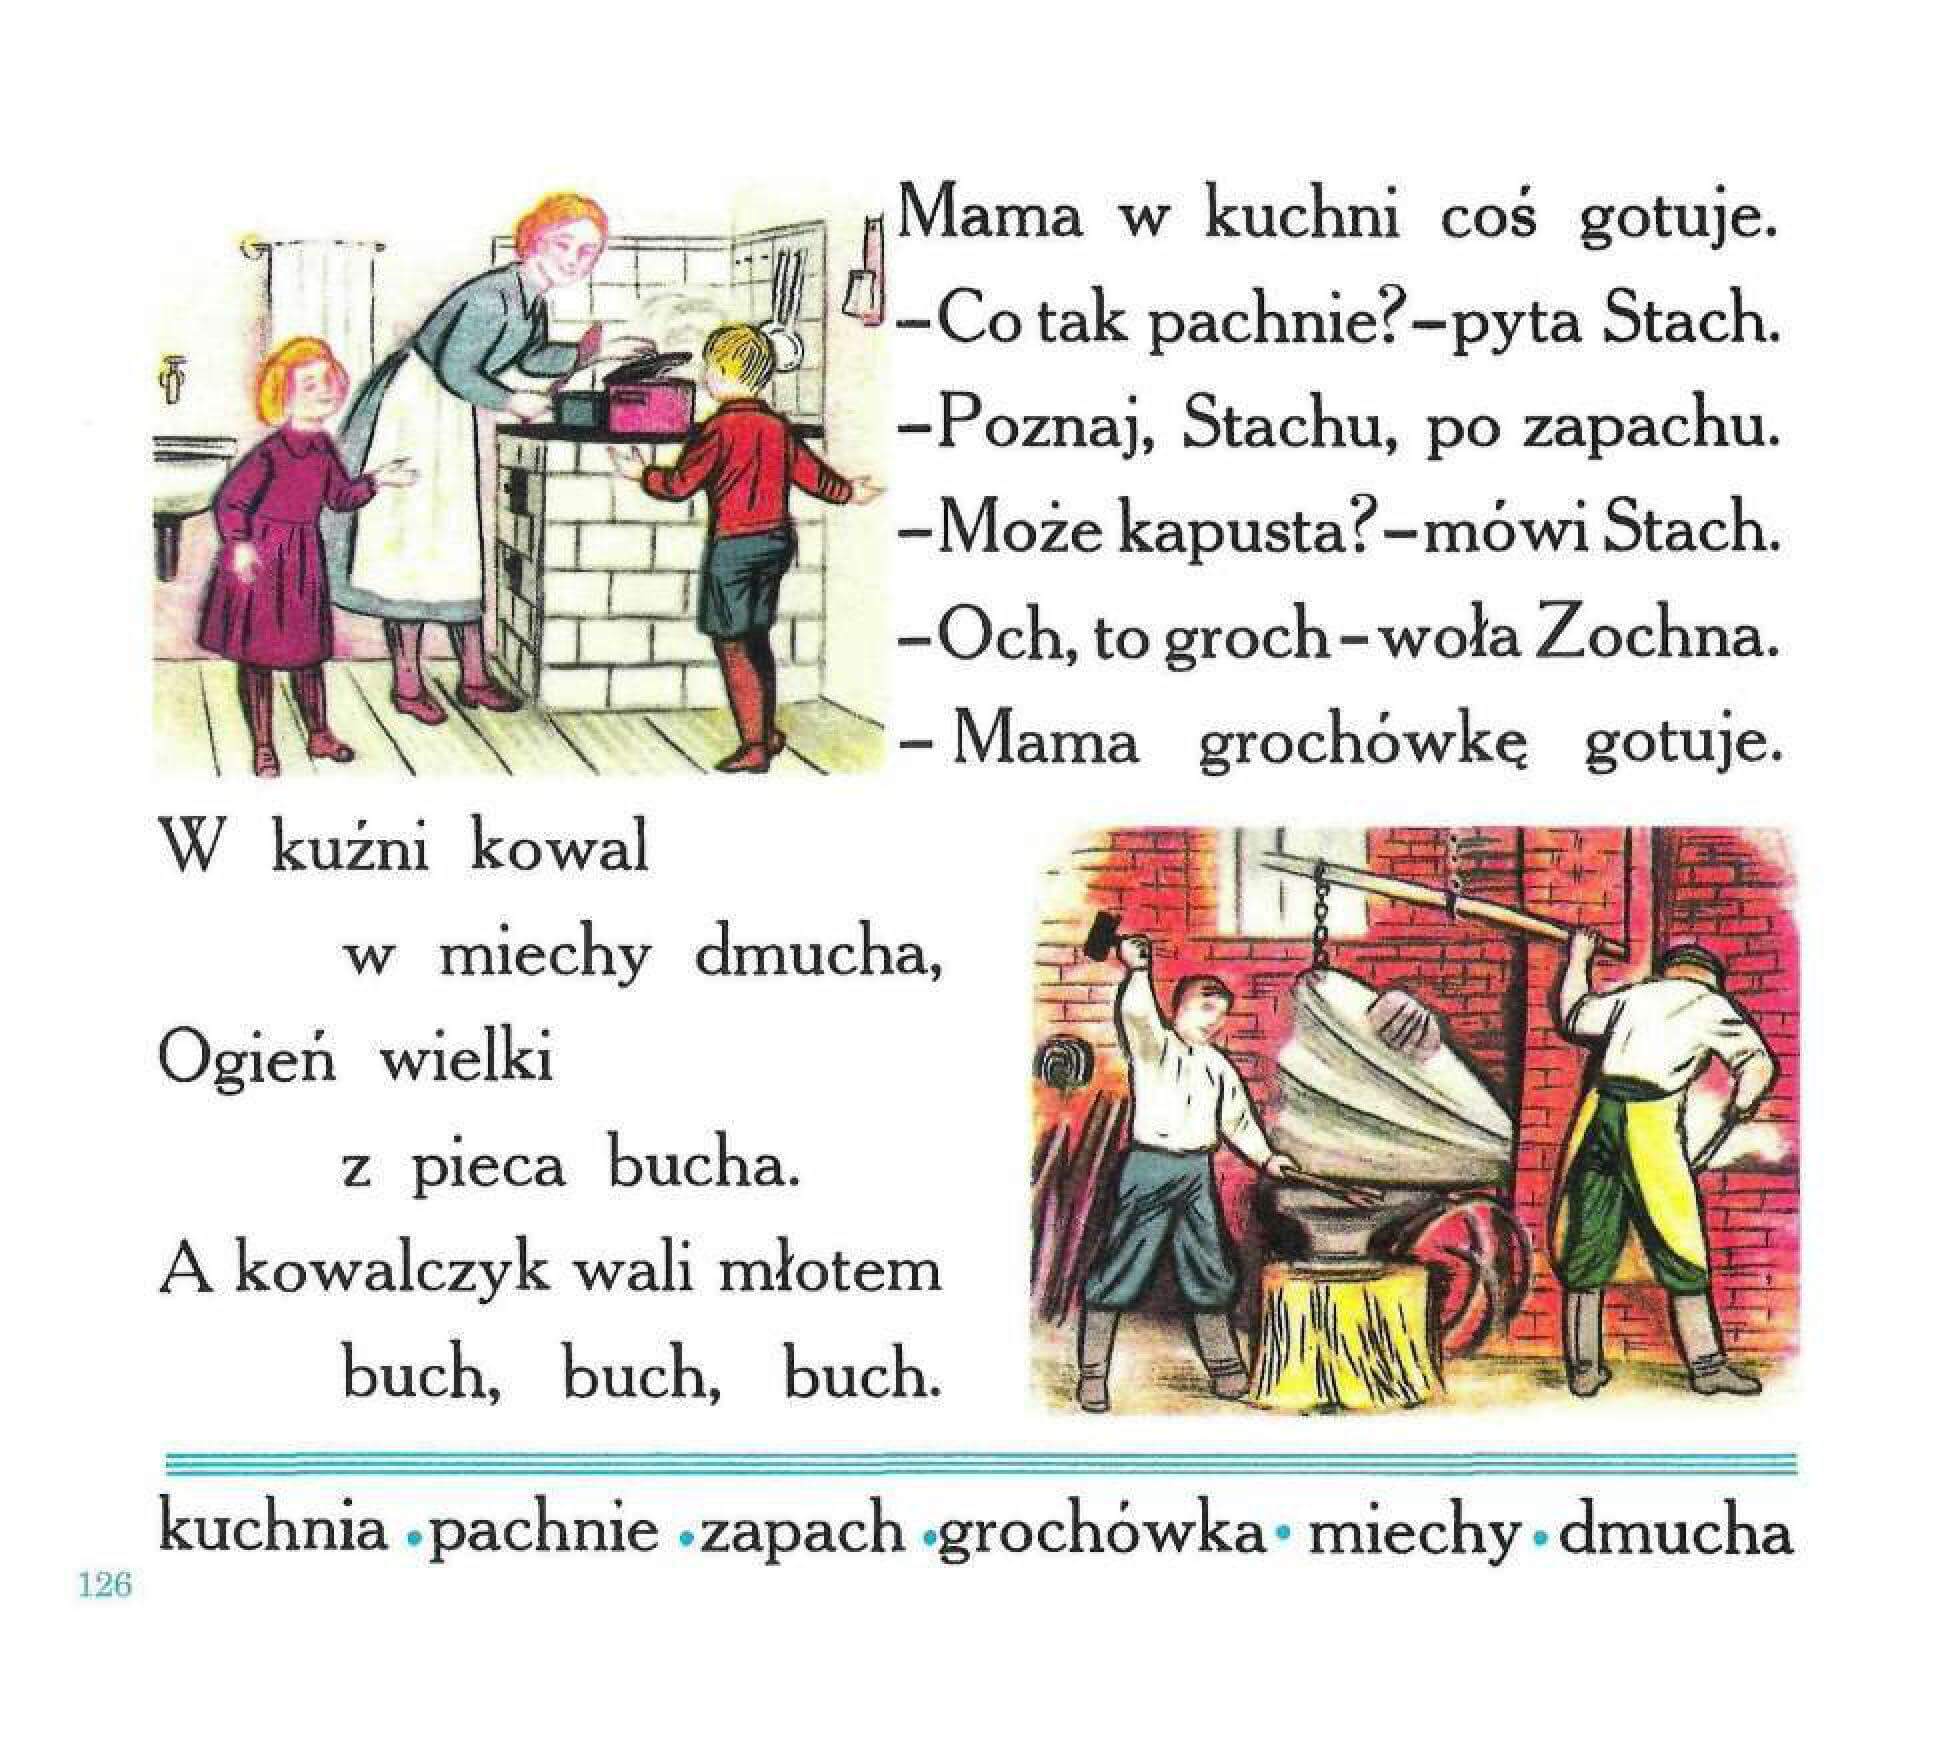 Mama w kuchni coś gotuje.
–Co tak pachnie?–pyta Stach.
–Poznaj, Stachu, po zapachu.
–Może kapusta?–mówi Stach.
–Och, to groch–woła Zochna.
– Mama grochówkę gotuje.
W kuźni kowal
w miechy dmucha,
Ogień wielki
z pieca bucha.
A kowalczyk wali młotem
buch, buch, buch.
kuchnia •pachnie •zapach •grochówka• miechy•dmucha
126